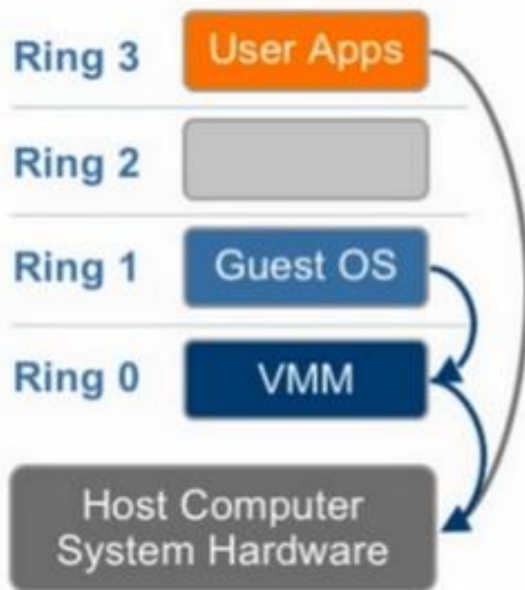 Ring 3
User Apps
Ring 2
Ring 1
Guest OS
Ring 0
VMM
Host Computer
System Hardware